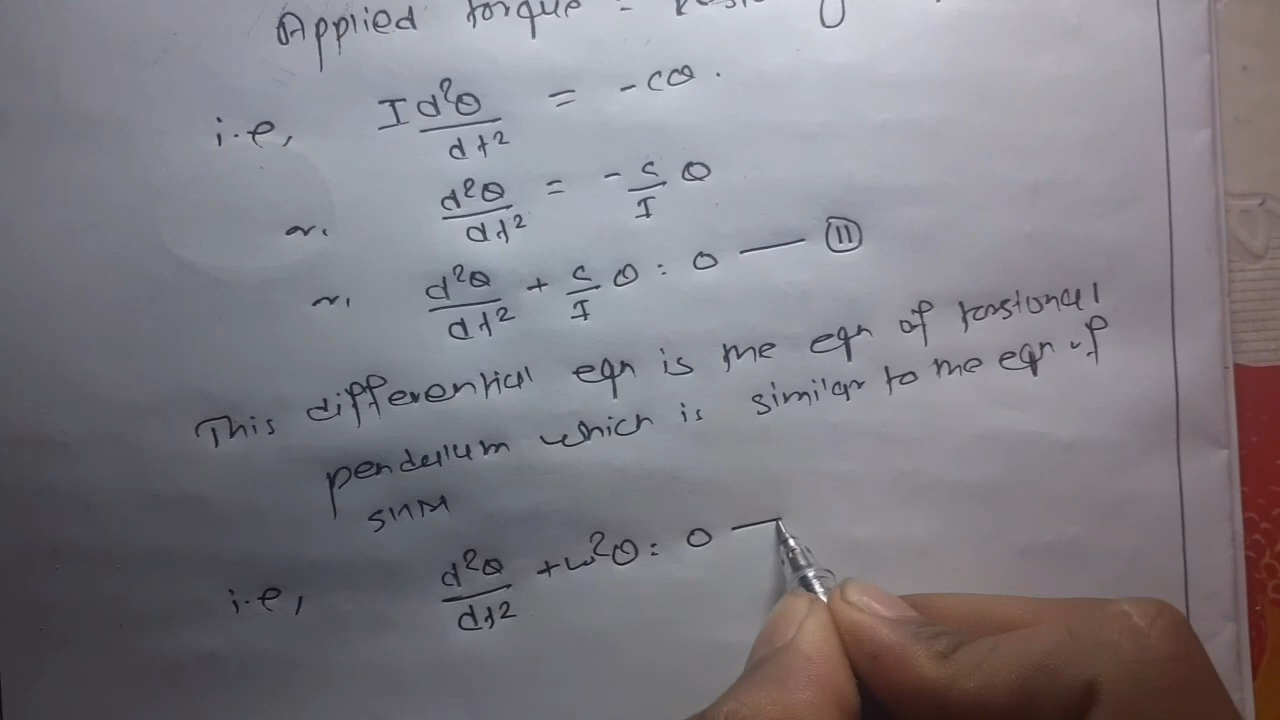 Applied torque =
i.e, I d²θ/dt² = -cθ.
or, d²θ/dt² = - c/I θ
or, d²θ/dt² + c/I θ = 0 — (II)
This differential eqn is the eqn of torsional
pendulum which is similar to the eqn of
SHM
i.e, d²θ/dt² + ω²θ = 0 —